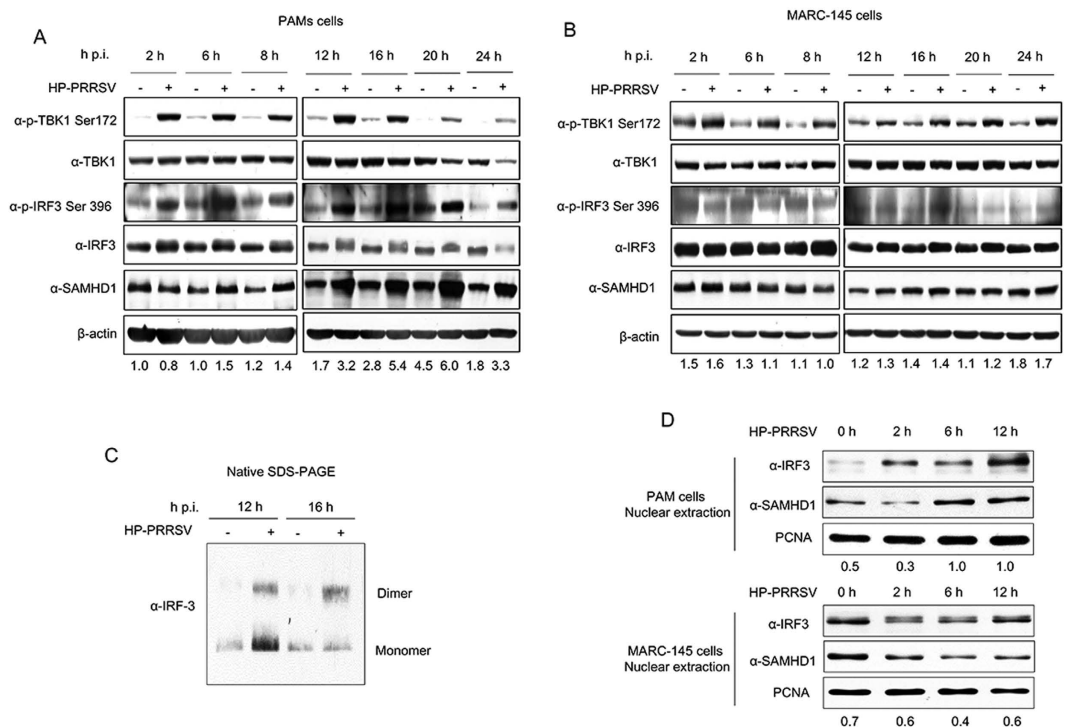 PAMs cells
A
h p.i. 2 h 6 h 8 h 12 h 16 h 20 h 24 h
HP-PRRSV - + - + - + - + - + - + - +
α-p-TBK1 Ser172
α-TBK1
α-p-IRF3 Ser 396
α-IRF3
α-SAMHD1
β-actin
1.0 0.8 1.0 1.5 1.2 1.4 1.7 3.2 2.8 5.4 4.5 6.0 1.8 3.3
MARC-145 cells
B
h p.i. 2 h 6 h 8 h 12 h 16 h 20 h 24 h
HP-PRRSV - + - + - + - + - + - + - +
α-p-TBK1 Ser172
α-TBK1
α-p-IRF3 Ser 396
α-IRF3
α-SAMHD1
β-actin
1.5 1.6 1.3 1.1 1.1 1.0 1.2 1.3 1.4 1.4 1.1 1.2 1.8 1.7
C
Native SDS-PAGE
h p.i. 12 h 16 h
HP-PRRSV - + - +
α-IRF-3
Dimer
Monomer
D
HP-PRRSV 0 h 2 h 6 h 12 h
PAM cells
Nuclear extraction
α-IRF3
α-SAMHD1
PCNA
0.5 0.3 1.0 1.0
HP-PRRSV 0 h 2 h 6 h 12 h
MARC-145 cells
Nuclear extraction
α-IRF3
α-SAMHD1
PCNA
0.7 0.6 0.4 0.6